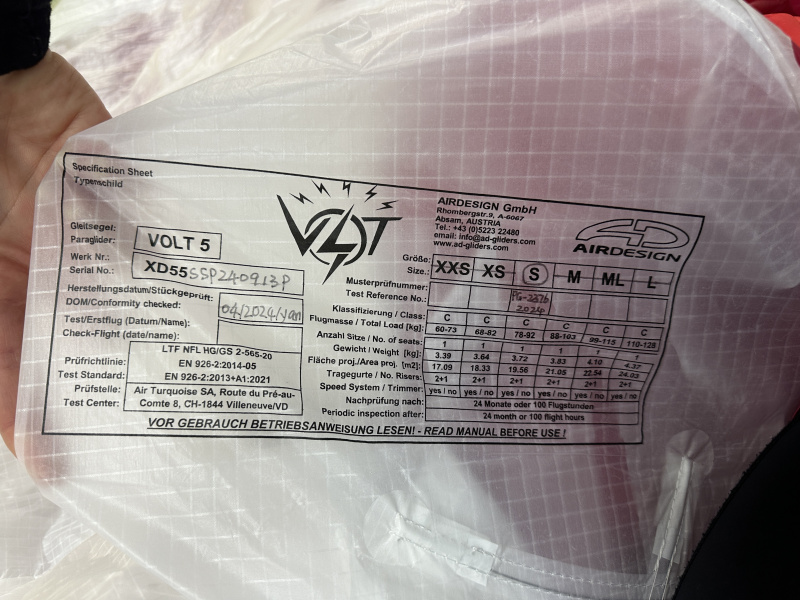 Specification Sheet
Typenschild
VOLT
AIRDESIGN GmbH
Rhombergstr.9, A-6067
Absam, AUSTRIA
Tel.: +43 (0)5223 22480
email: info@ad-gliders.com
www.ad-gliders.com
AIRDESIGN
Gleitsegel:
Paraglider: VOLT 5
Werk Nr.:
Serial No.: XD55SSP240913P
Herstellungsdatum/Stückgeprüft:
DOM/Conformity checked: 04/2024/Jan
Test/Erstflug (Datum/Name):
Check-Flight (date/name):
Prüfrichtlinie: LTF NFL HG/GS 2-565-20
EN 926-2:2014-05
Test Standard: EN 926-2:2013+A1:2021
Prüfstelle: Air Turquoise SA, Route du Pré-au-
Test Center: Comte 8, CH-1844 Villeneuve/VD
Größe:
Size.: XXS XS S M ML L
Musterprüfnummer:
Test Reference No.: PG-2376
2024
Klassifizierung / Class: C C C C C C
Flugmasse / Total Load [kg]: 60-73 68-82 78-92 88-103 99-115 110-128
Anzahl Sitze / No. of seats: 1 1 1 1 1 1
Gewicht / Weight [kg]: 3.39 3.64 3.72 3.83 4.10 4.37
Fläche proj./Area proj. [m2]: 17.09 18.33 19.56 21.05 22.54 24.03
Tragegurte / No. Risers: 2+1 2+1 2+1 2+1 2+1 2+1
Speed System / Trimmer: yes / no yes / no yes / no yes / no yes / no yes / no
Nachprüfung nach: 24 Monate oder 100 Flugstunden
Periodic inspection after: 24 month or 100 flight hours
VOR GEBRAUCH BETRIEBSANWEISUNG LESEN! - READ MANUAL BEFORE USE !